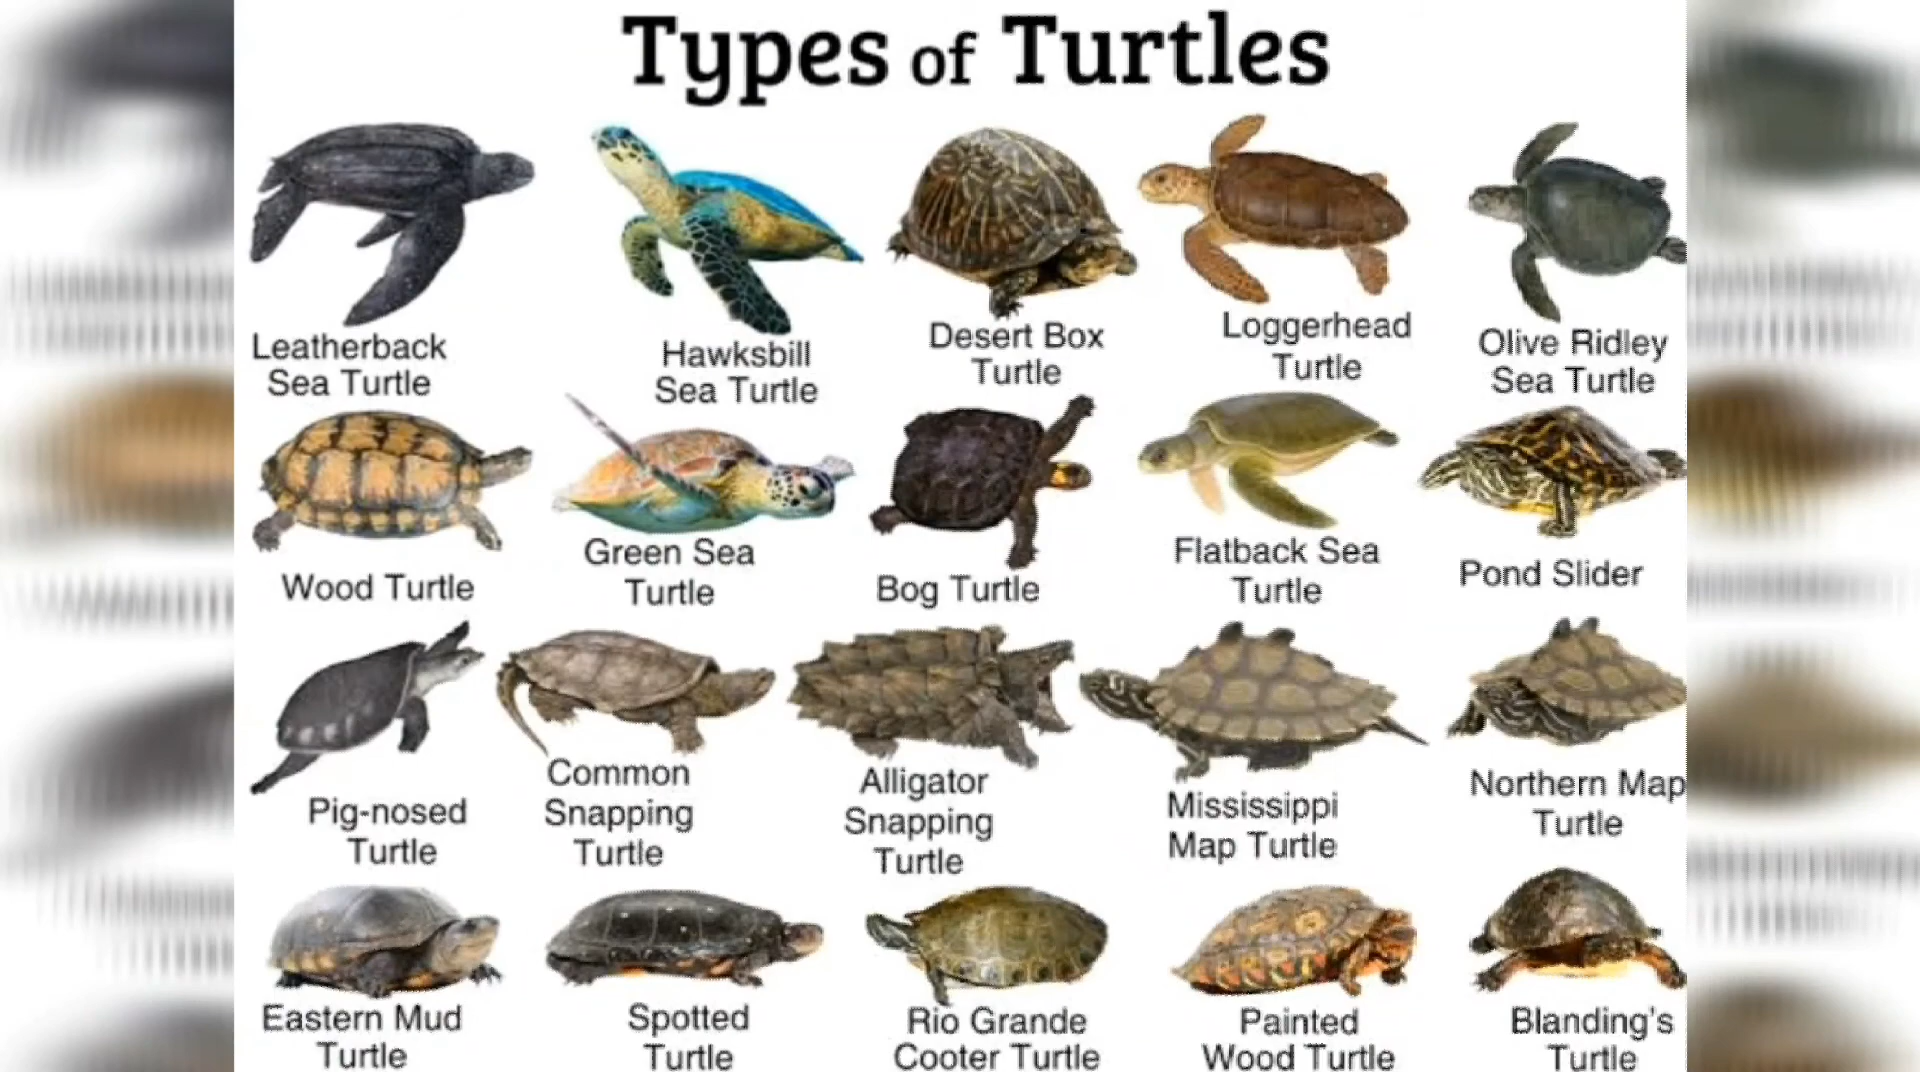 Types of Turtles
Leatherback
Sea Turtle
Hawksbill
Sea Turtle
Desert Box
Turtle
Loggerhead
Turtle
Olive Ridley
Sea Turtle
Wood Turtle
Green Sea
Turtle
Bog Turtle
Flatback Sea
Turtle
Pond Slider
Pig-nosed
Turtle
Common
Snapping
Turtle
Alligator
Snapping
Turtle
Mississippi
Map Turtle
Northern Map
Turtle
Eastern Mud
Turtle
Spotted
Turtle
Rio Grande
Cooter Turtle
Painted
Wood Turtle
Blanding's
Turtle